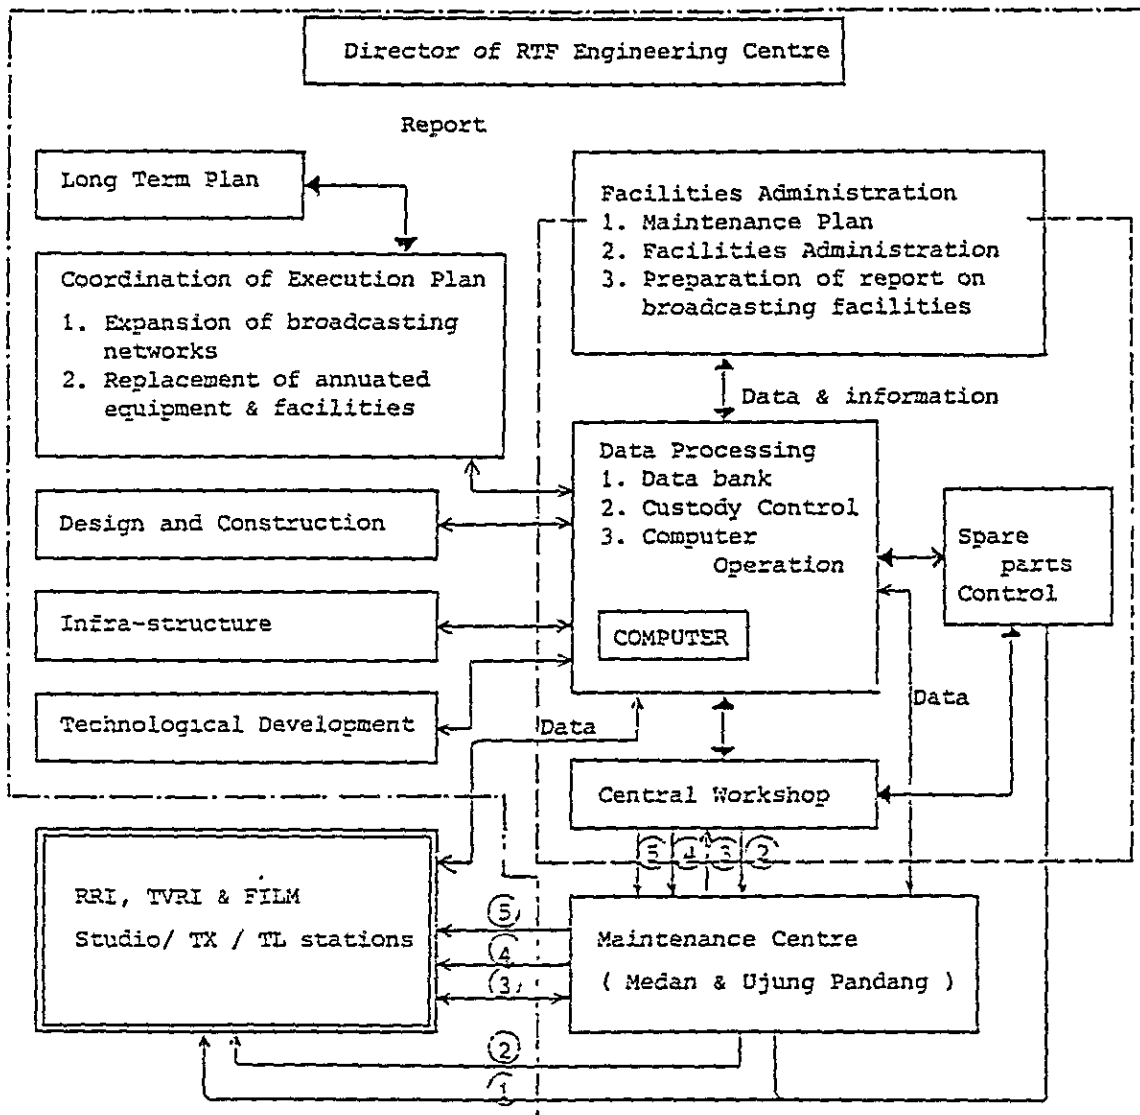 Director of RTF Engineering Centre
Report
Long Term Plan
Coordination of Execution Plan
1. Expansion of broadcasting
networks
2. Replacement of annuated
equipment & facilities
Design and Construction
Infra-structure
Technological Development
Facilities Administration
1. Maintenance Plan
2. Facilities Administration
3. Preparation of report on
broadcasting facilities
Data & information
Data Processing
1. Data bank
2. Custody Control
3. Computer
Operation
COMPUTER
Spare
parts
Control
Data
Data
Central Workshop
5 4 3 2
RRI, TVRI & FILM
Studio/ TX / TL stations
5
4
3
2
1
Maintenance Centre
( Medan & Ujung Pandang )